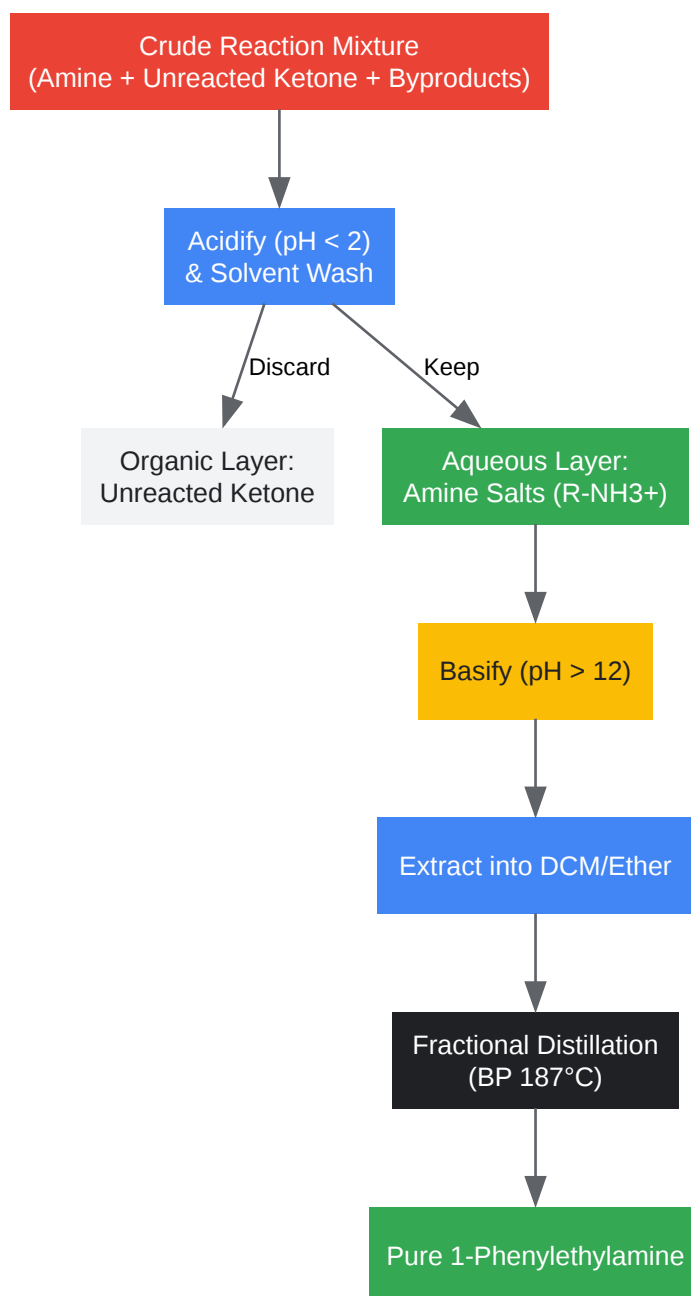 Crude Reaction Mixture
(Amine + Unreacted Ketone + Byproducts)
Acidify (pH < 2)
& Solvent Wash
Discard
Keep
Organic Layer:
Unreacted Ketone
Aqueous Layer:
Amine Salts (R-NH3+)
Basify (pH > 12)
Extract into DCM/Ether
Fractional Distillation
(BP 187°C)
Pure 1-Phenylethylamine